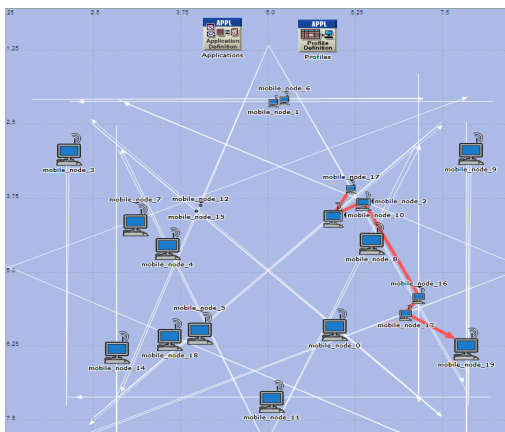 .25 2.5 3.75 5.0 6.25 7.5
APPL APPL
Application Definition
Profile Definition
Applications Profiles
1.25
mobile_node_6
mobile_node_1
2.5
mobile_node_3
mobile_node_9
mobile_node_17
3.75
mobile_node_7
mobile_node_12
mobile_node_2
mobile_node_15
mobile_node_10
mobile_node_4
mobile_node_8
5.0
mobile_node_16
mobile_node_5
mobile_node_13
6.25
mobile_node_0
mobile_node_18
mobile_node_14
mobile_node_19
mobile_node_11
7.5